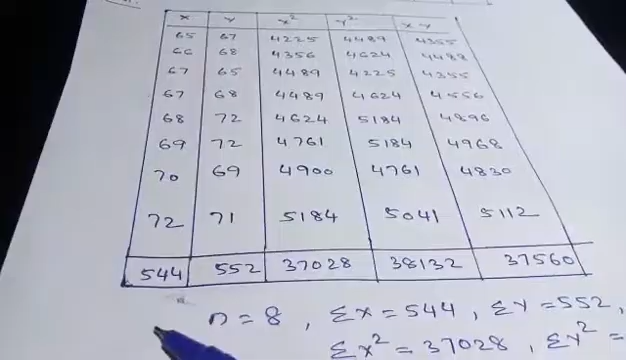 x y x² y² xy
65 67 4225 4489 4355
66 68 4356 4624 4488
67 65 4489 4225 4355
67 68 4489 4624 4556
68 72 4624 5184 4896
69 72 4761 5184 4968
70 69 4900 4761 4830
72 71 5184 5041 5112
544 552 37028 38132 37560
n = 8 , Σx = 544 , Σy = 552 ,
Σx² = 37028 , Σy² =